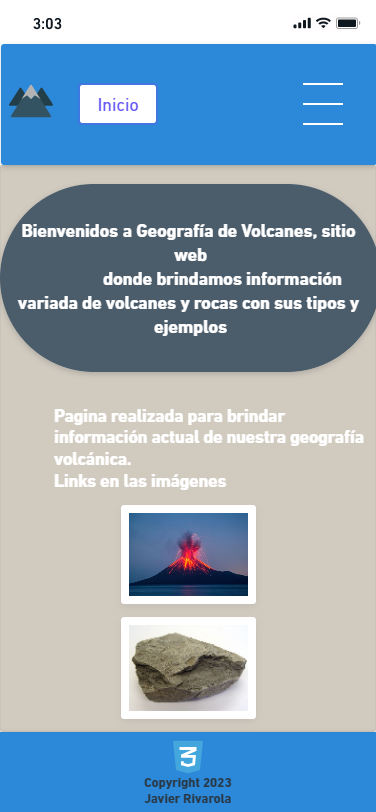 3:03
Inicio
Bienvenidos a Geografía de Volcanes, sitio
web
donde brindamos información
variada de volcanes y rocas con sus tipos y
ejemplos
Pagina realizada para brindar
información actual de nuestra geografía
volcánica.
Links en las imágenes
Copyright 2023
Javier Rivarola